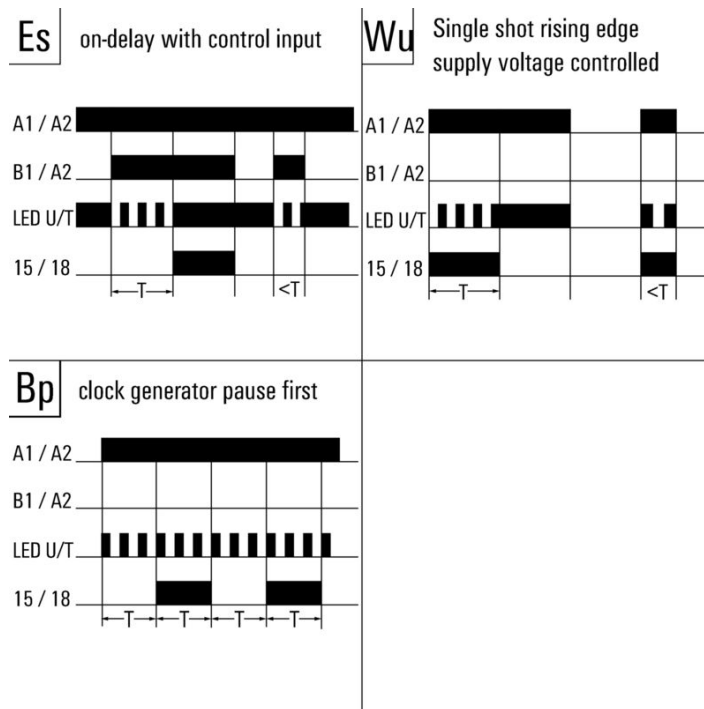 Es on-delay with control input
A1 / A2
B1 / A2
LED U/T
15 / 18
T <T
Wu Single shot rising edge
supply voltage controlled
A1 / A2
B1 / A2
LED U/T
15 / 18
T <T
Bp clock generator pause first
A1 / A2
B1 / A2
LED U/T
15 / 18
T T T T